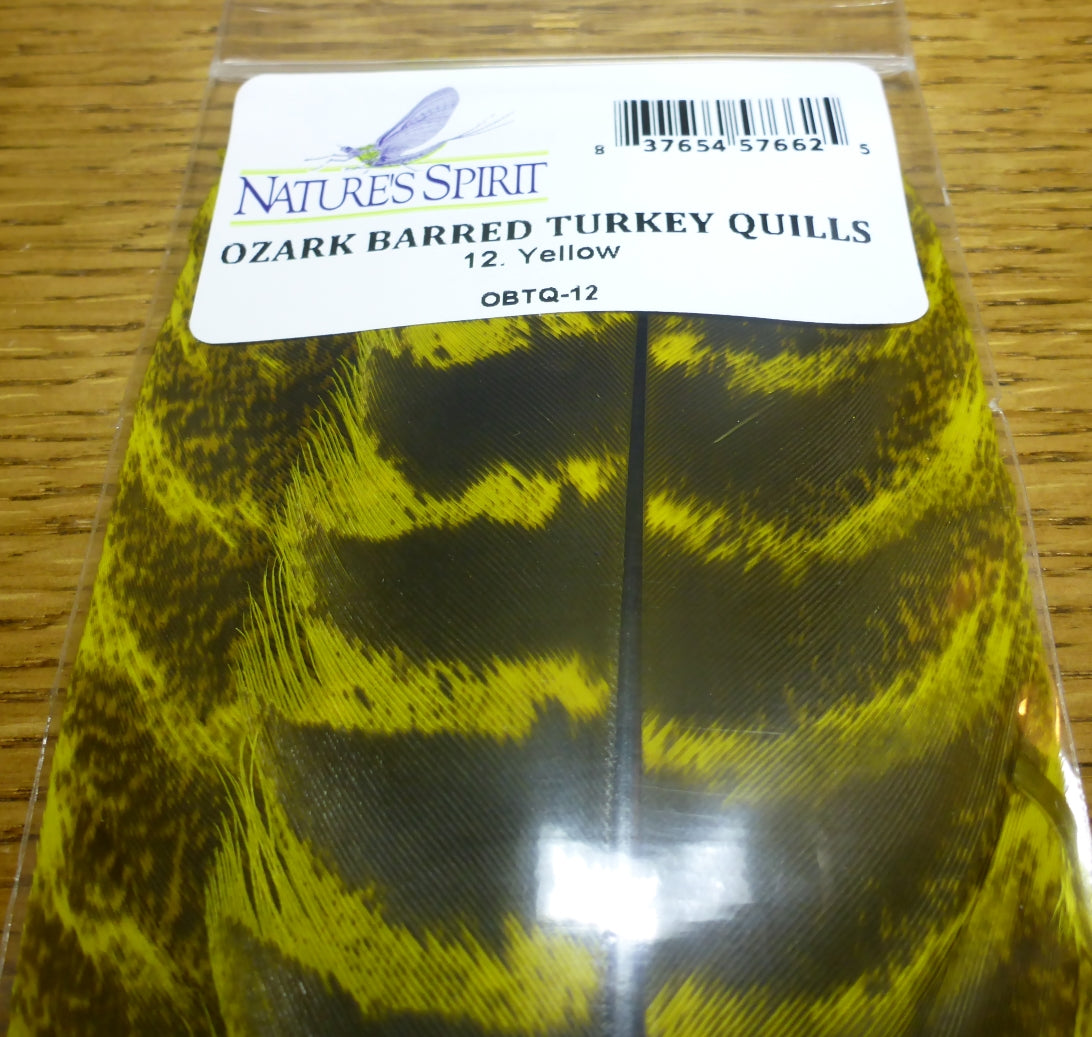 8 37654 57662 5
NATURE'S SPIRIT
OZARK BARRED TURKEY QUILLS
12. Yellow
OBTQ-12